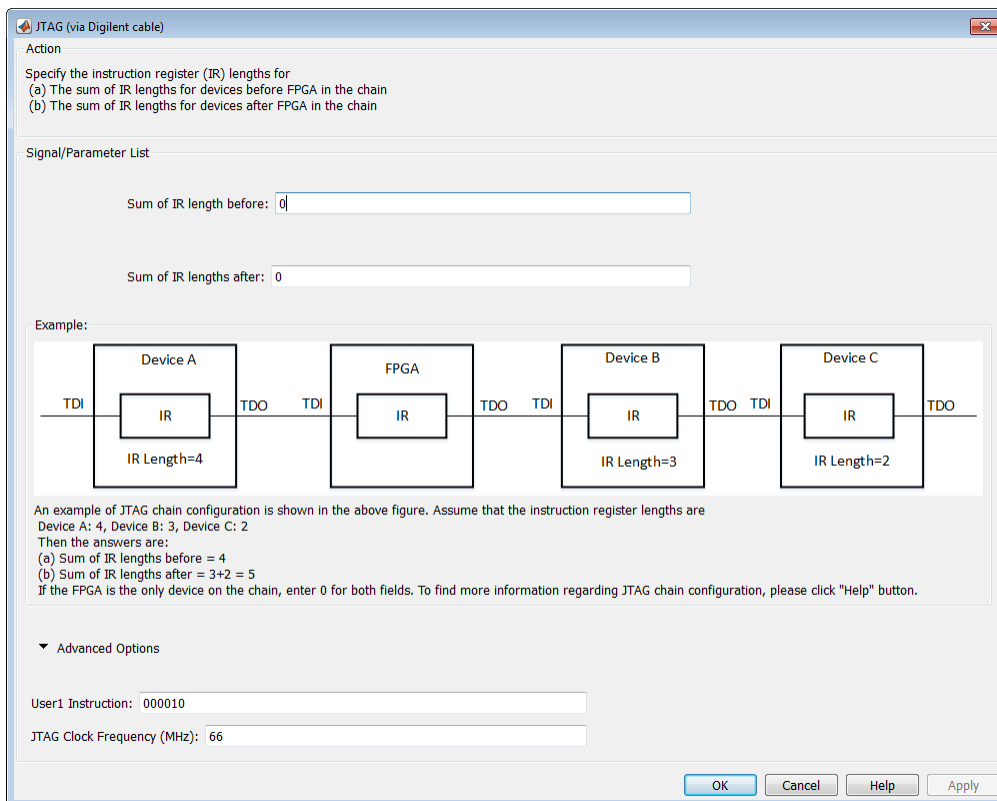 JTAG (via Digilent cable)
Action
Specify the instruction register (IR) lengths for
(a) The sum of IR lengths for devices before FPGA in the chain
(b) The sum of IR lengths for devices after FPGA in the chain
Signal/Parameter List
Sum of IR length before: 0
Sum of IR lengths after: 0
Example:
Device A FPGA Device B Device C
TDI IR TDO TDI IR TDO TDI IR TDO TDI IR TDO
IR Length=4 IR Length=3 IR Length=2
An example of JTAG chain configuration is shown in the above figure. Assume that the instruction register lengths are
Device A: 4, Device B: 3, Device C: 2
Then the answers are:
(a) Sum of IR lengths before = 4
(b) Sum of IR lengths after = 3+2 = 5
If the FPGA is the only device on the chain, enter 0 for both fields. To find more information regarding JTAG chain configuration, please click "Help" button.
Advanced Options
User1 Instruction: 000010
JTAG Clock Frequency (MHz): 66
OK Cancel Help Apply